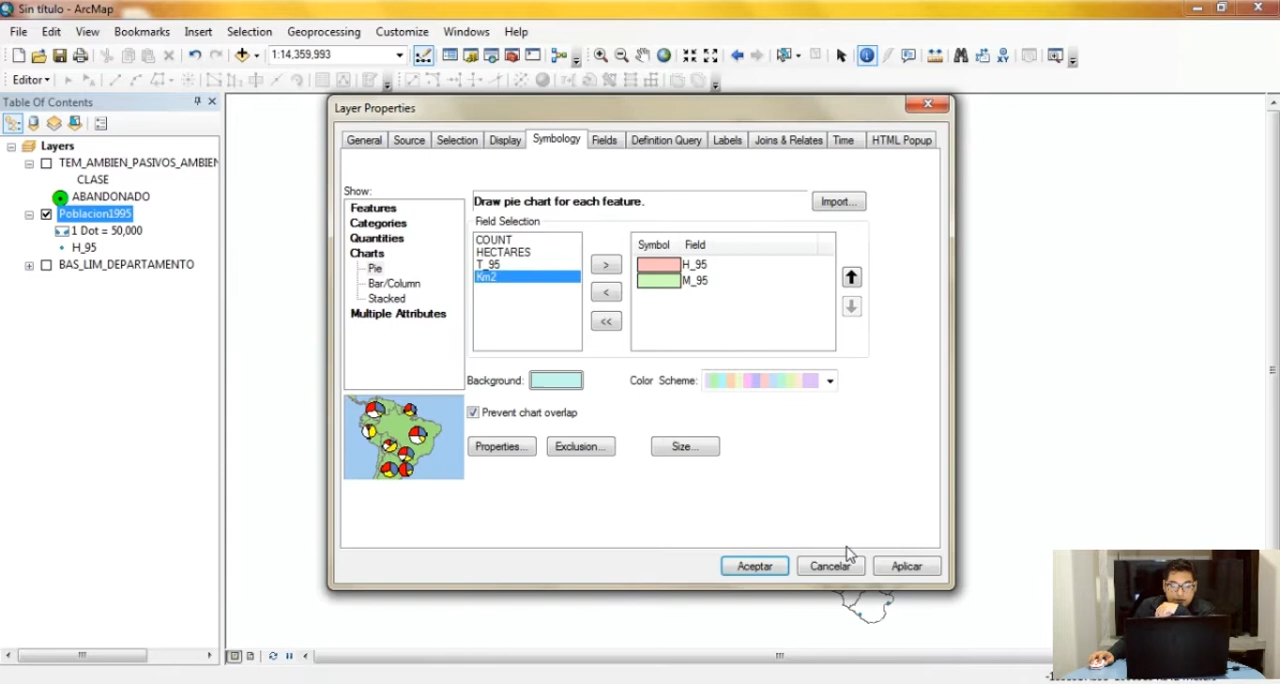 Sin título - ArcMap
File Edit View Bookmarks Insert Selection Geoprocessing Customize Windows Help
1:14,359,993
Editor
Table Of Contents
Layers
TEM_AMBIEN_PASIVOS_AMBIEN
CLASE
ABANDONADO
Poblacion1995
1 Dot = 50,000
H_95
BAS_LIM_DEPARTAMENTO
Layer Properties
General Source Selection Display Symbology Fields Definition Query Labels Joins & Relates Time HTML Popup
Show:
Features
Categories
Quantities
Charts
Pie
Bar/Column
Stacked
Multiple Attributes
Draw pie chart for each feature.
Import...
Field Selection
COUNT
HECTARES
T_95
Km2
>
<
<<
Symbol Field
H_95
M_95
Background:
Color Scheme:
Prevent chart overlap
Properties... Exclusion... Size...
Aceptar Cancelar Aplicar